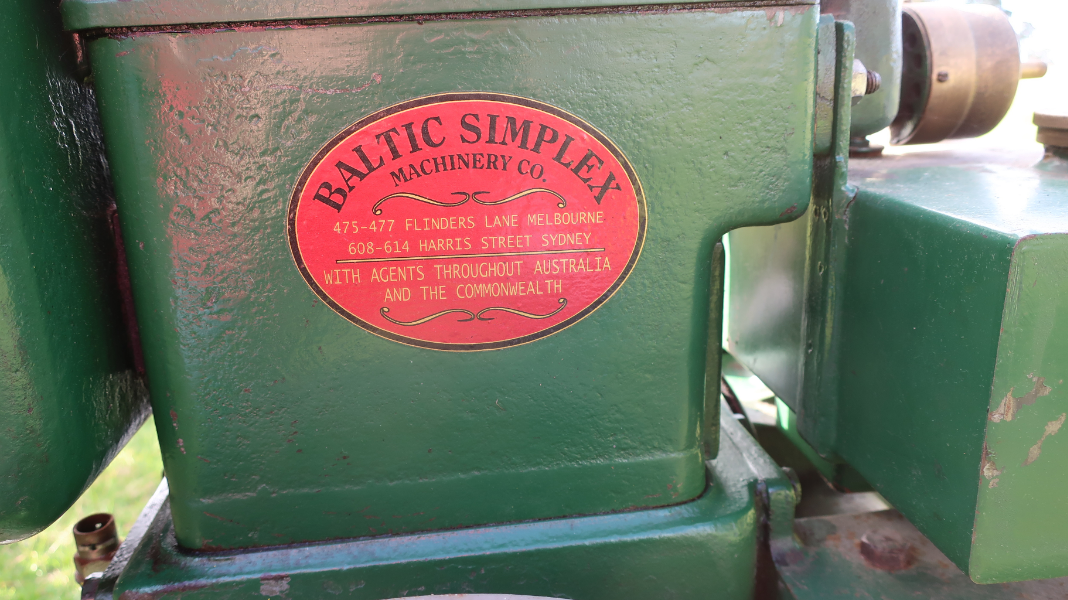 BALTIC SIMPLEX
MACHINERY CO.
475-477 FLINDERS LANE MELBOURNE
608-614 HARRIS STREET SYDNEY
WITH AGENTS THROUGHOUT AUSTRALIA
AND THE COMMONWEALTH